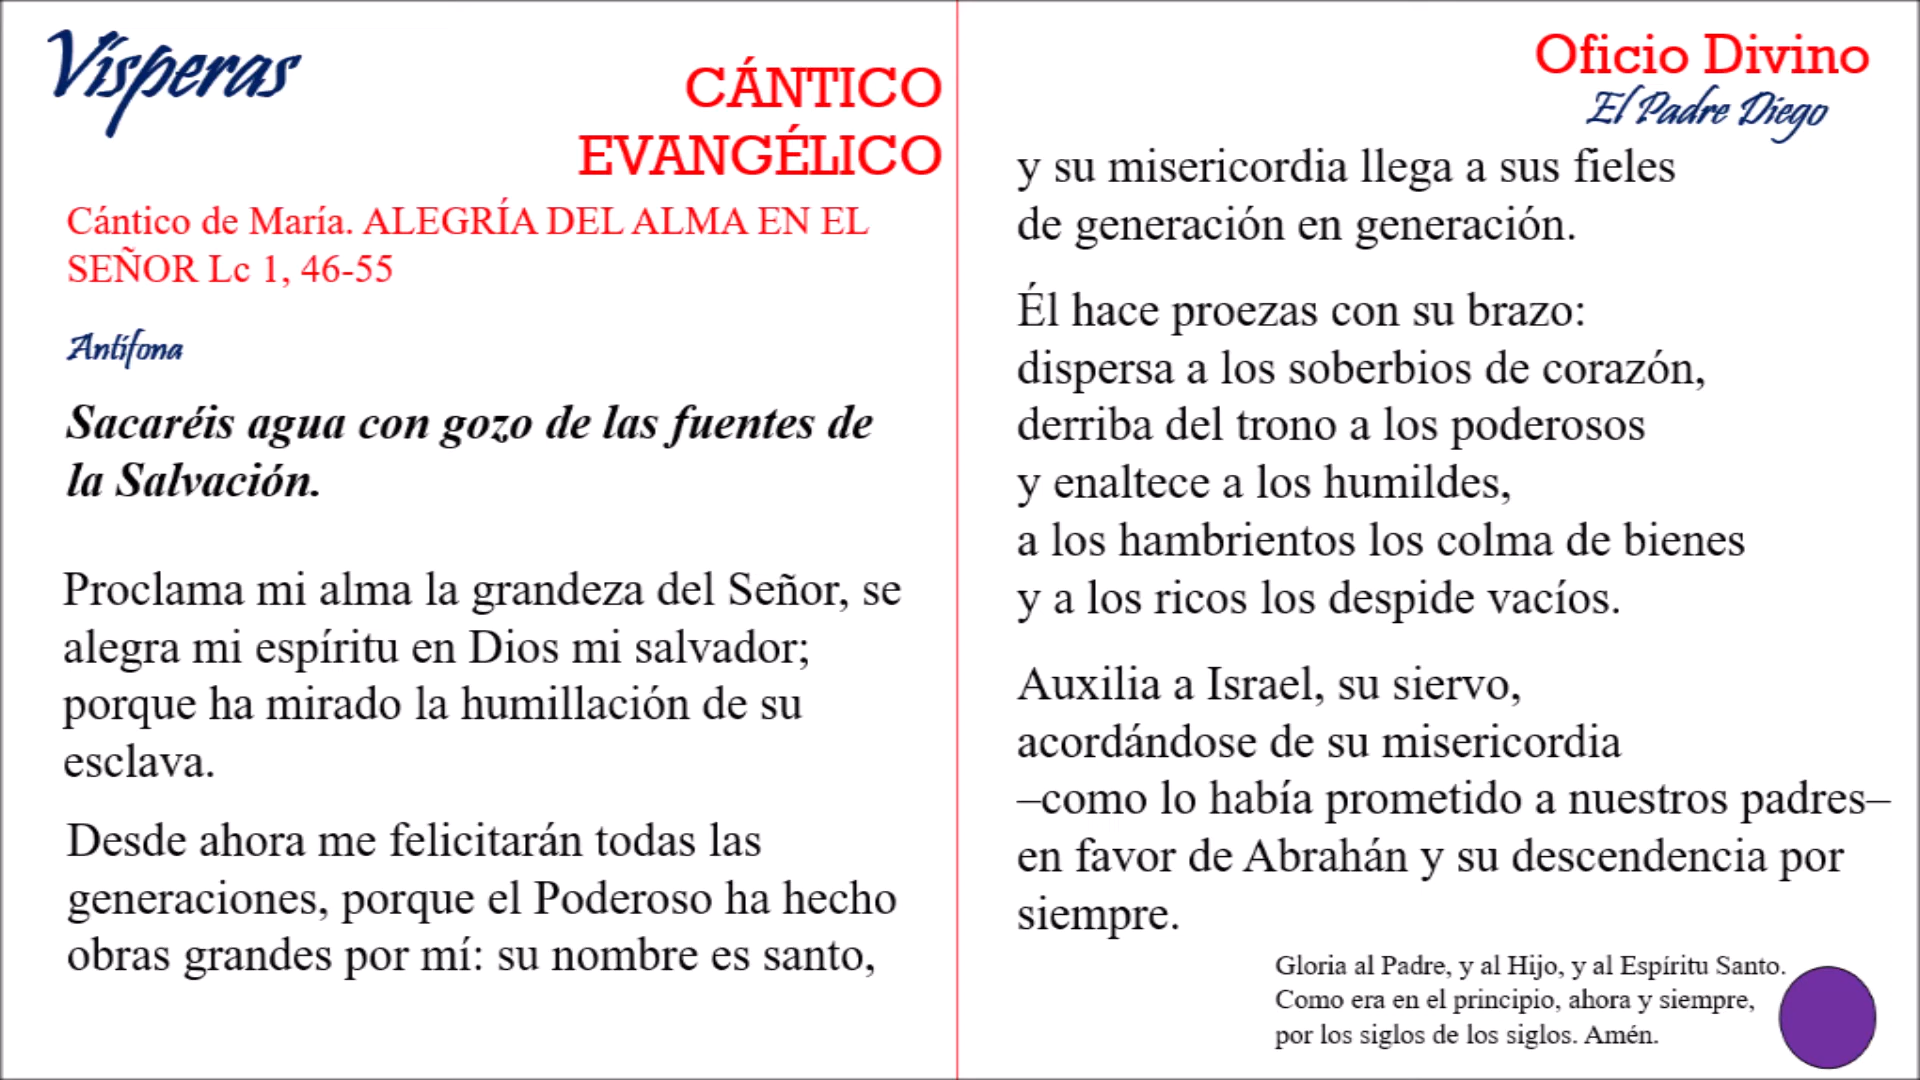 Vísperas
CÁNTICO
EVANGÉLICO
Cántico de María. ALEGRÍA DEL ALMA EN EL
SEÑOR Lc 1, 46-55
Antífona
Sacaréis agua con gozo de las fuentes de
la Salvación.
Proclama mi alma la grandeza del Señor, se
alegra mi espíritu en Dios mi salvador;
porque ha mirado la humillación de su
esclava.
Desde ahora me felicitarán todas las
generaciones, porque el Poderoso ha hecho
obras grandes por mí: su nombre es santo,
Oficio Divino
El Padre Diego
y su misericordia llega a sus fieles
de generación en generación.
Él hace proezas con su brazo:
dispersa a los soberbios de corazón,
derriba del trono a los poderosos
y enaltece a los humildes,
a los hambrientos los colma de bienes
y a los ricos los despide vacíos.
Auxilia a Israel, su siervo,
acordándose de su misericordia
–como lo había prometido a nuestros padres–
en favor de Abrahán y su descendencia por
siempre.
Gloria al Padre, y al Hijo, y al Espíritu Santo.
Como era en el principio, ahora y siempre,
por los siglos de los siglos. Amén.